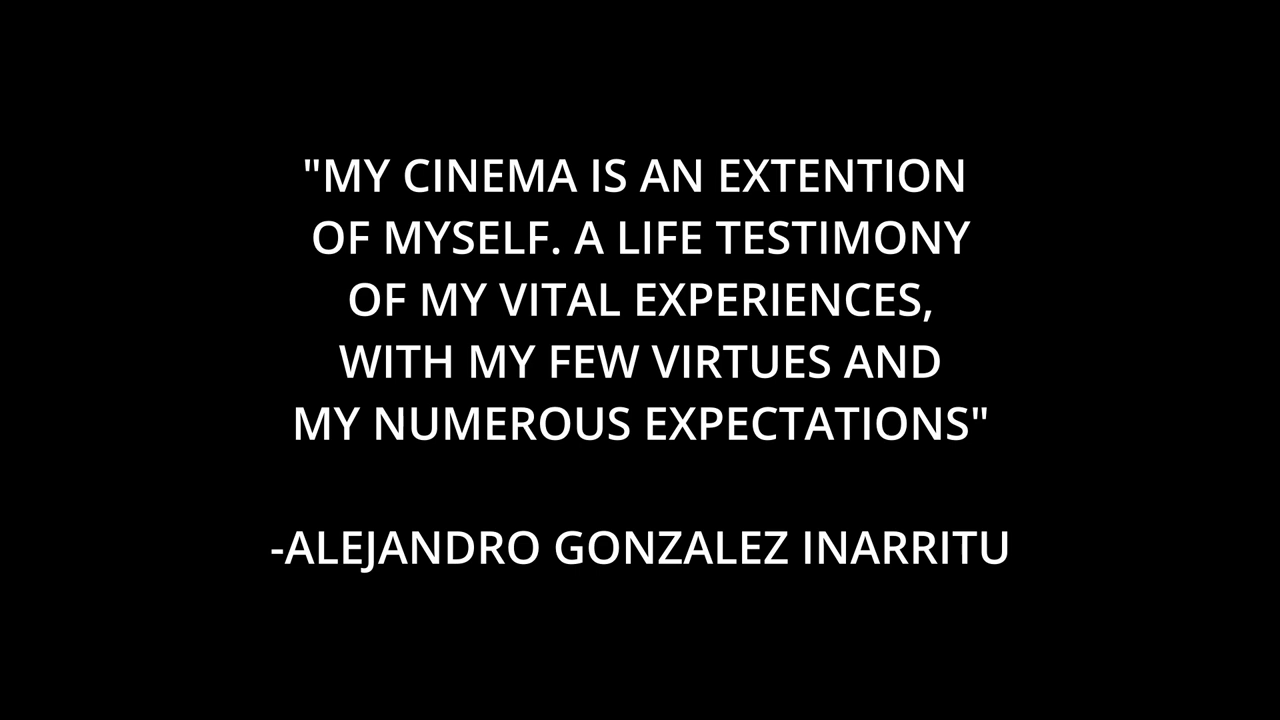 "MY CINEMA IS AN EXTENTION
OF MYSELF. A LIFE TESTIMONY
OF MY VITAL EXPERIENCES,
WITH MY FEW VIRTUES AND
MY NUMEROUS EXPECTATIONS"
-ALEJANDRO GONZALEZ INARRITU